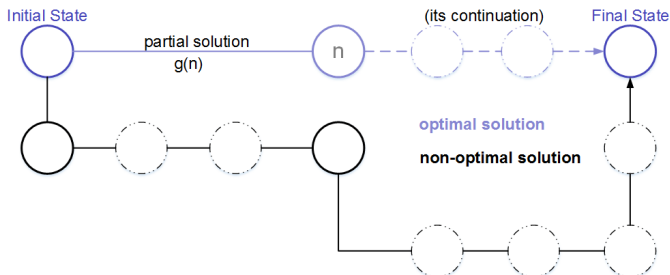 Initial State
(its continuation)
Final State
partial solution
g(n)
n
optimal solution
non-optimal solution